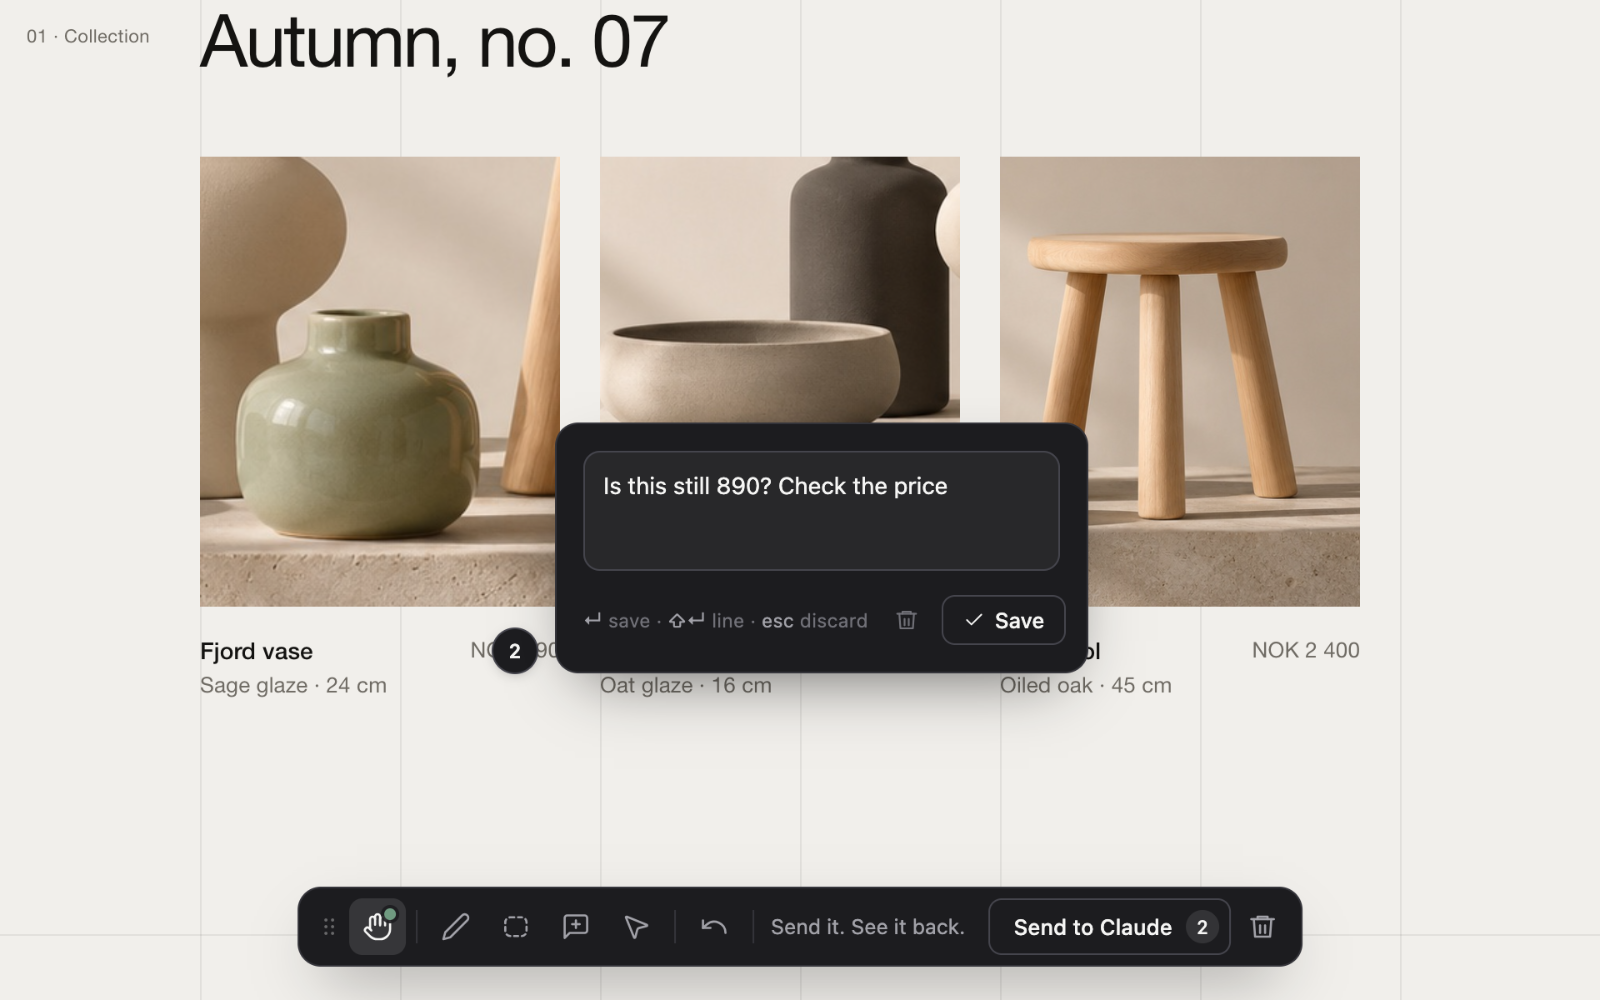 01 · Collection
Autumn, no. 07
Is this still 890? Check the price
save · line · esc discard
Save
Fjord vase
2
NOK 2 400
Sage glaze · 24 cm
Oat glaze · 16 cm
Oiled oak · 45 cm
Send it. See it back.
Send to Claude 2